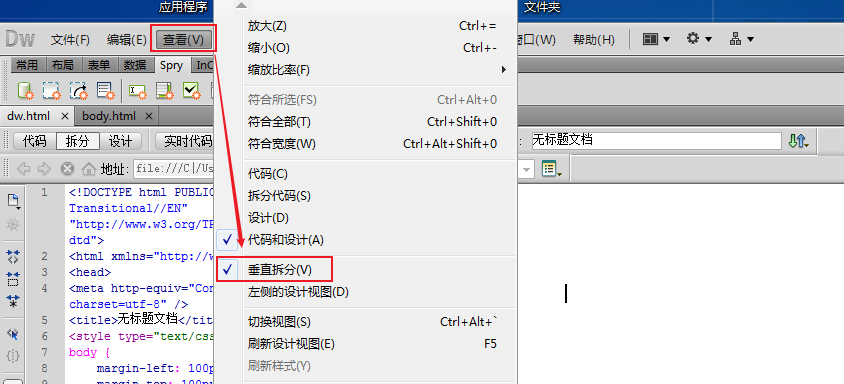 应用程序
文件夹
Dw 文件(F) 编辑(E) 查看(V) 窗口(W) 帮助(H)
常用 布局 表单 数据 Spry InC
dw.html × body.html ×
代码 拆分 设计 实时代码 : 无标题文档
地址: file:///C|/Us
放大(Z) Ctrl+=
缩小(O) Ctrl+-
缩放比率(F)
符合所选(FS) Ctrl+Alt+0
符合全部(T) Ctrl+Shift+0
符合宽度(W) Ctrl+Alt+Shift+0
代码(C)
拆分代码(S)
设计(D)
代码和设计(A)
垂直拆分(V)
左侧的设计视图(D)
切换视图(S) Ctrl+Alt+`
刷新设计视图(E) F5
刷新样式(Y)
1 <!DOCTYPE html PUBLIC
Transitional//EN"
"http://www.w3.org/TR
dtd">
2 <html xmlns="http://w
3 <head>
4 <meta http-equiv="Con
charset=utf-8" />
5 <title>无标题文档</tit
6 <style type="text/css
7 body {
8 margin-left: 100p